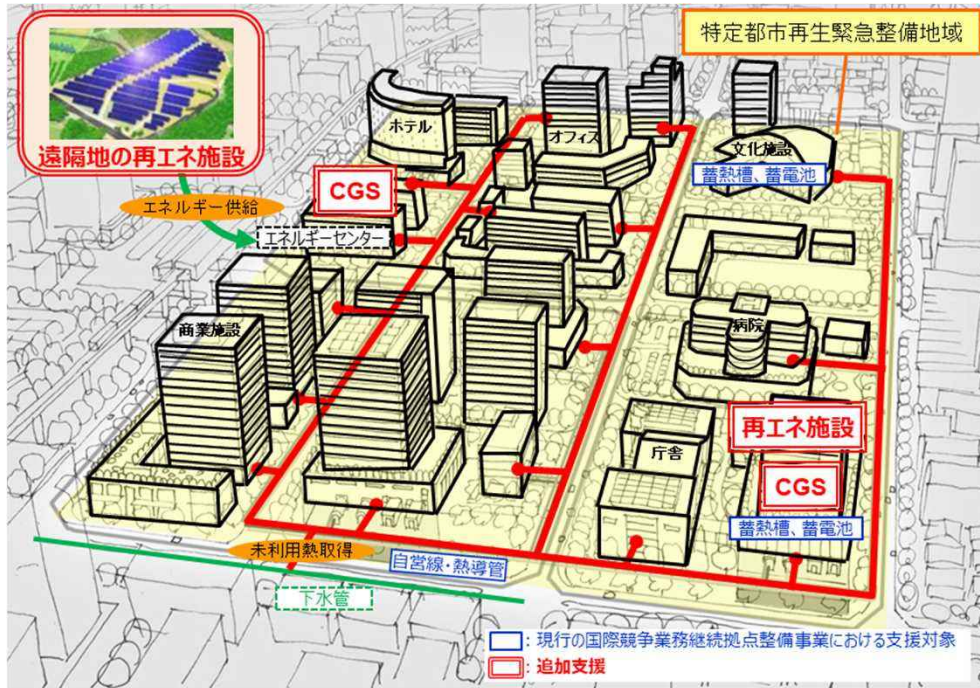 特定都市再生緊急整備地域
遠隔地の再エネ施設
エネルギー供給
CGS
エネルギーセンター
ホテル
オフィス
文化施設
蓄熱槽、蓄電池
商業施設
病院
再エネ施設
CGS
蓄熱槽、蓄電池
庁舎
未利用熱取得
自営線・熱導管
下水管
：現行の国際競争業務継続拠点整備事業における支援対象
：追加支援